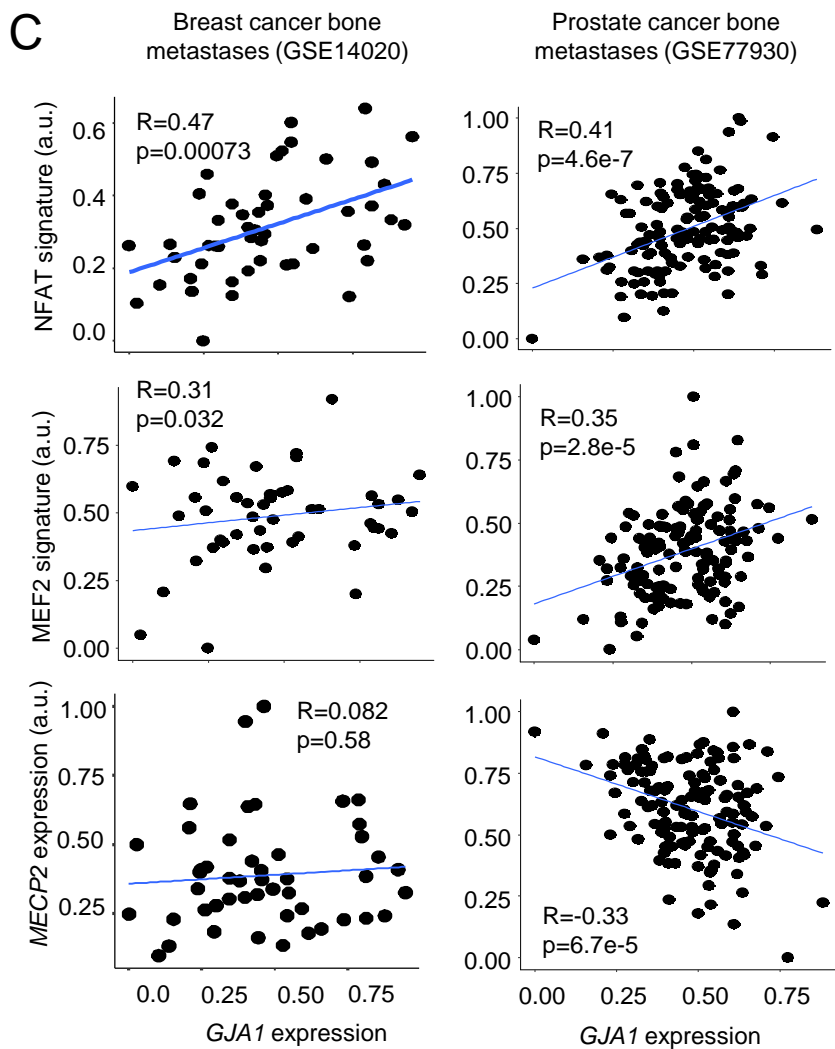 C
Breast cancer bone
metastases (GSE14020)
Prostate cancer bone
metastases (GSE77930)
NFAT signature (a.u.)
0.6
0.4
0.2
0.0
R=0.47
p=0.00073
1.00
0.75
0.50
0.25
0.00
R=0.41
p=4.6e-7
MEF2 signature (a.u.)
0.75
0.50
0.25
0.00
R=0.31
p=0.032
1.00
0.75
0.50
0.25
0.00
R=0.35
p=2.8e-5
MECP2 expression (a.u.)
1.00
0.75
0.50
0.25
R=0.082
p=0.58
0.0 0.25 0.50 0.75
GJA1 expression
1.00
0.75
0.50
0.25
0.00
R=-0.33
p=6.7e-5
0.00 0.25 0.50 0.75
GJA1 expression